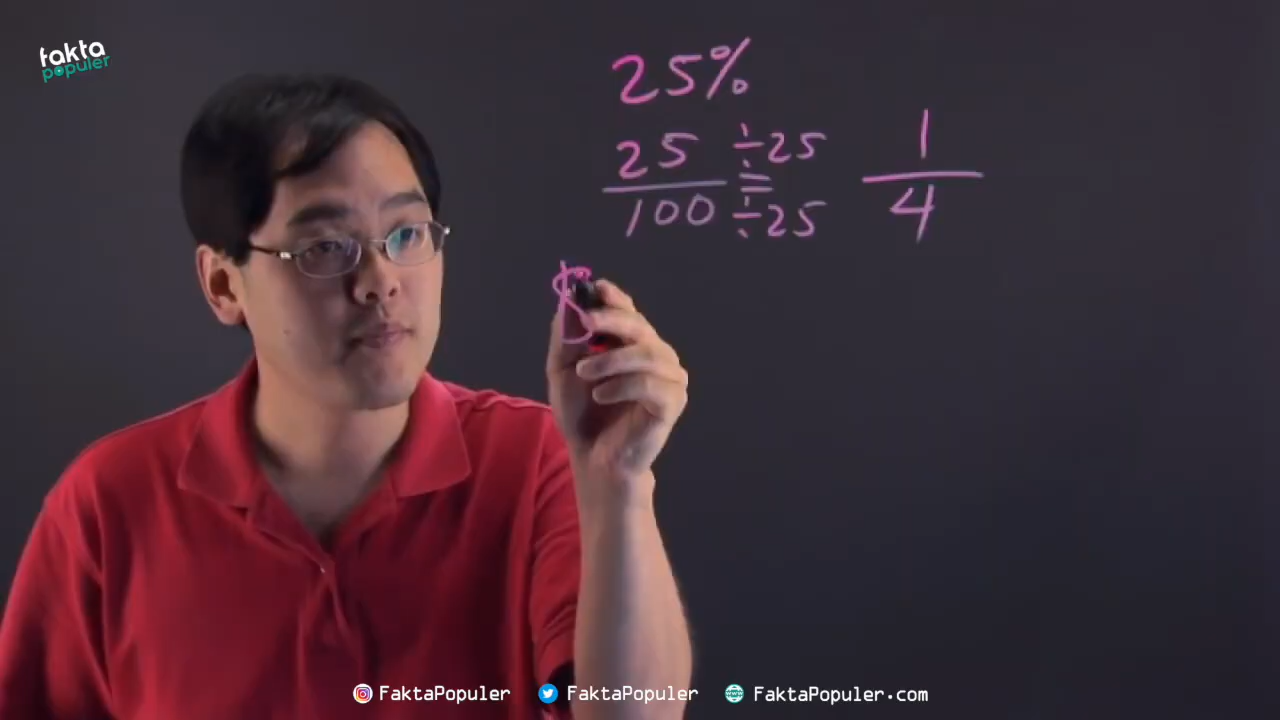 fakta
populer
25%
25 ÷25 = 1
100 ÷25 4
$
FaktaPopuler FaktaPopuler FaktaPopuler.com